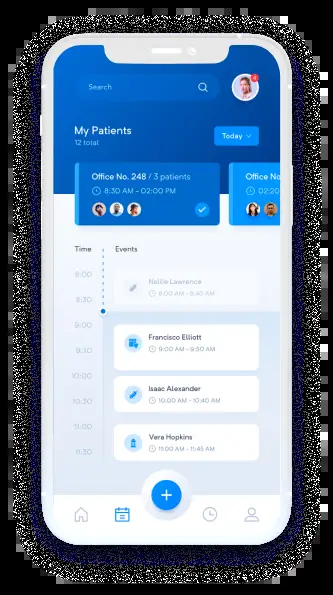 Search
My Patients
12 total
Today
Office No. 248 / 3 patients
8:30 AM - 02:00 PM
Office No
02:20
Time
Events
8:00
Nellie Lawrence
8:00 AM - 8:40 AM
8:30
9:00
Francisco Elliott
9:00 AM - 9:50 AM
9:30
10:00
Isaac Alexander
10:00 AM - 10:40 AM
10:30
11:00
Vera Hopkins
11:00 AM - 11:45 AM
11:30